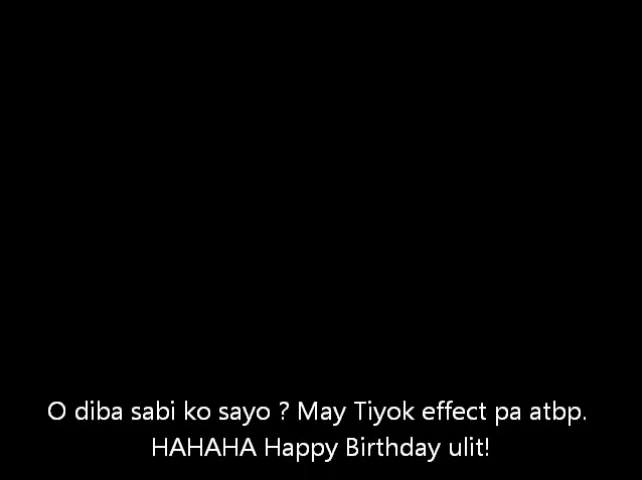 O diba sabi ko sayo ? May Tiyok effect pa atbp.
HAHAHA Happy Birthday ulit!